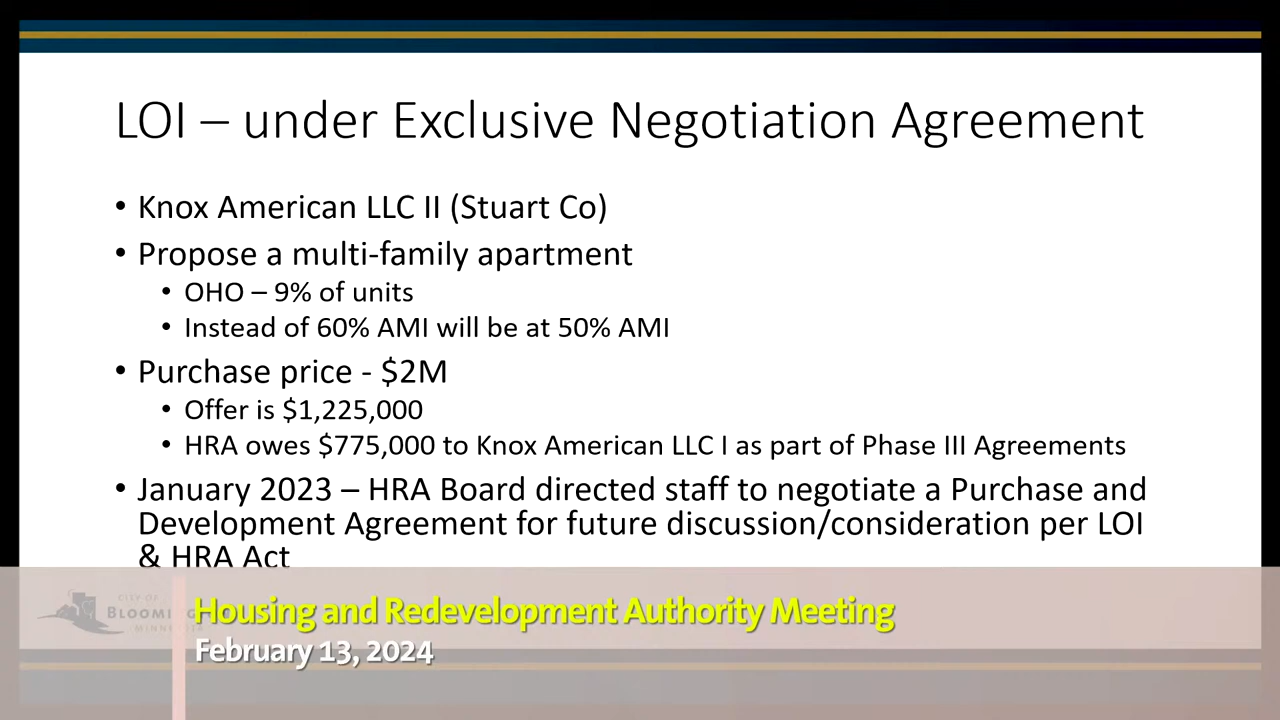 LOI – under Exclusive Negotiation Agreement
• Knox American LLC II (Stuart Co)
• Propose a multi-family apartment
• OHO – 9% of units
• Instead of 60% AMI will be at 50% AMI
• Purchase price - $2M
• Offer is $1,225,000
• HRA owes $775,000 to Knox American LLC I as part of Phase III Agreements
• January 2023 – HRA Board directed staff to negotiate a Purchase and
Development Agreement for future discussion/consideration per LOI
& HRA Act
CITY OF
Housing and Redevelopment Authority Meeting
February 13, 2024